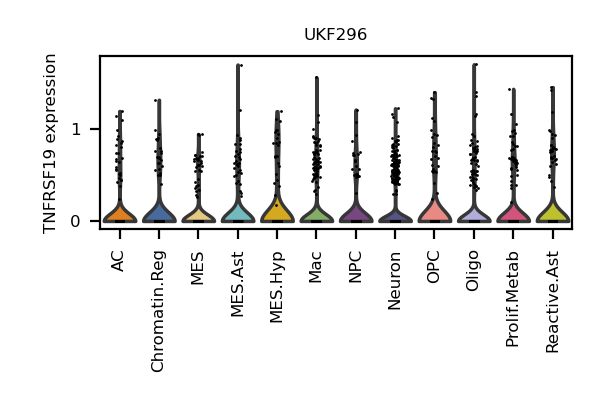 UKF296
TNFRSF19 expression
1
0
AC
Chromatin.Reg
MES
MES.Ast
MES.Hyp
Mac
NPC
Neuron
OPC
Oligo
Prolif.Metab
Reactive.Ast